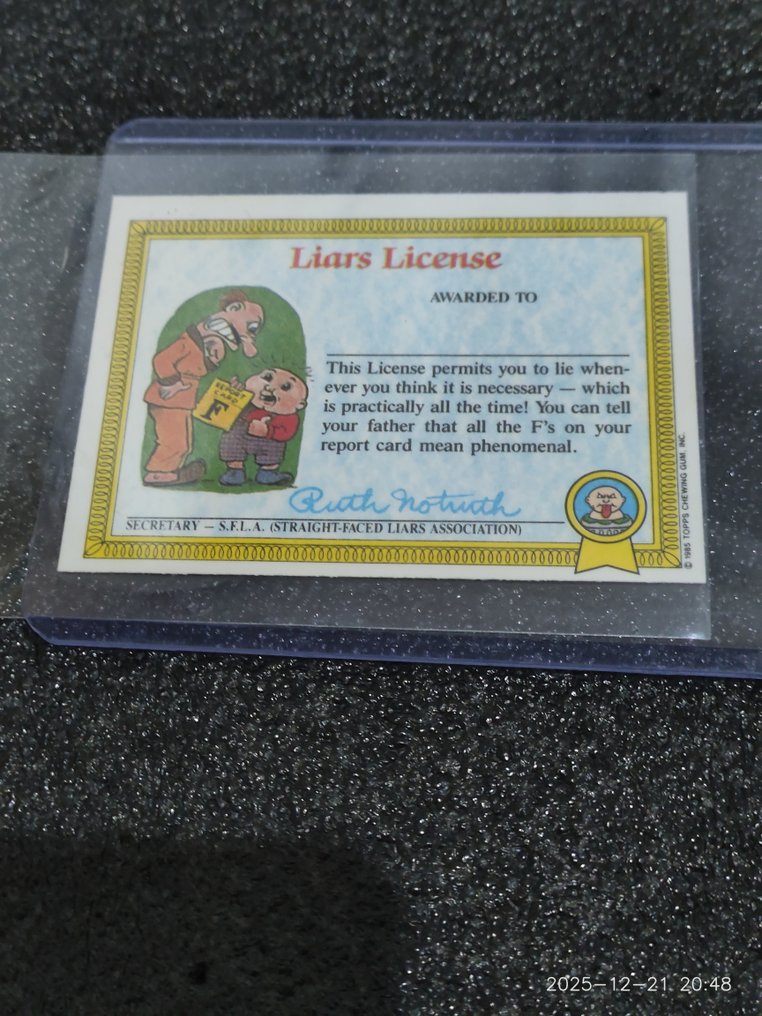 Liars License
AWARDED TO
This License permits you to lie when-
ever you think it is necessary — which
is practically all the time! You can tell
your father that all the F's on your
report card mean phenomenal.
REPORT
CARD
F
Ruth Notruth
SECRETARY — S.F.L.A. (STRAIGHT-FACED LIARS ASSOCIATION)
© 1985 TOPPS CHEWING GUM, INC.
2025-12-21 20:48